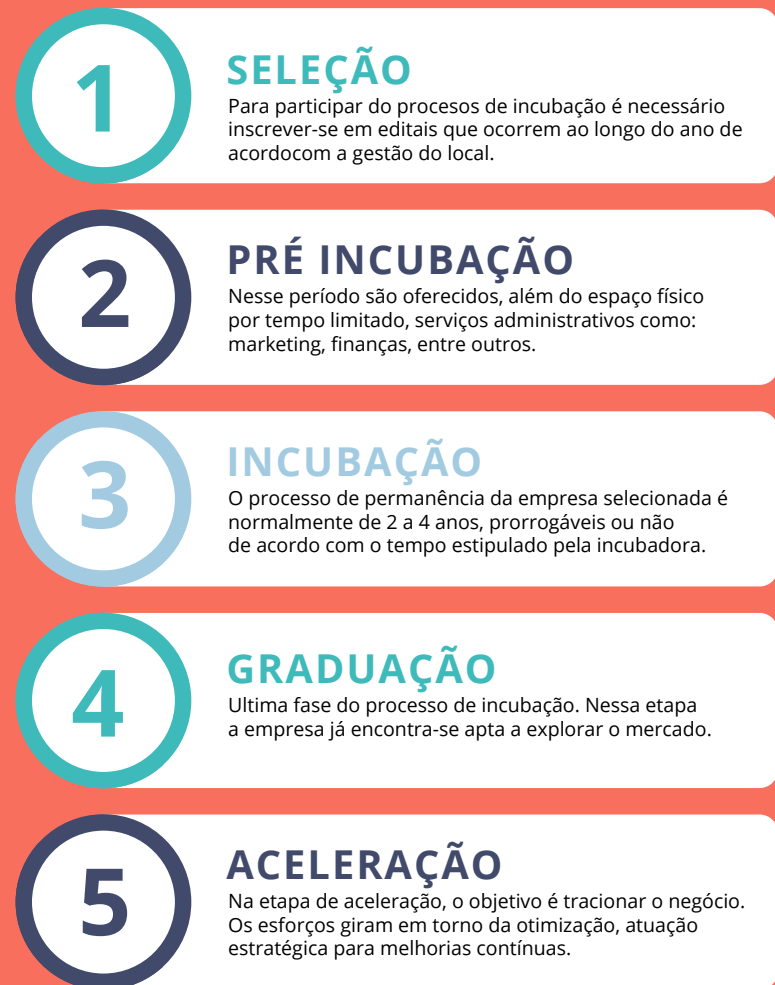 1
SELEÇÃO
Para participar do procesos de incubação é necessário
inscrever-se em editais que ocorrem ao longo do ano de
acordocom a gestão do local.
2
PRÉ INCUBAÇÃO
Nesse período são oferecidos, além do espaço físico
por tempo limitado, serviços administrativos como:
marketing, finanças, entre outros.
3
INCUBAÇÃO
O processo de permanência da empresa selecionada é
normalmente de 2 a 4 anos, prorrogáveis ou não
de acordo com o tempo estipulado pela incubadora.
4
GRADUAÇÃO
Ultima fase do processo de incubação. Nessa etapa
a empresa já encontra-se apta a explorar o mercado.
5
ACELERAÇÃO
Na etapa de aceleração, o objetivo é tracionar o negócio.
Os esforços giram em torno da otimização, atuação
estratégica para melhorias contínuas.